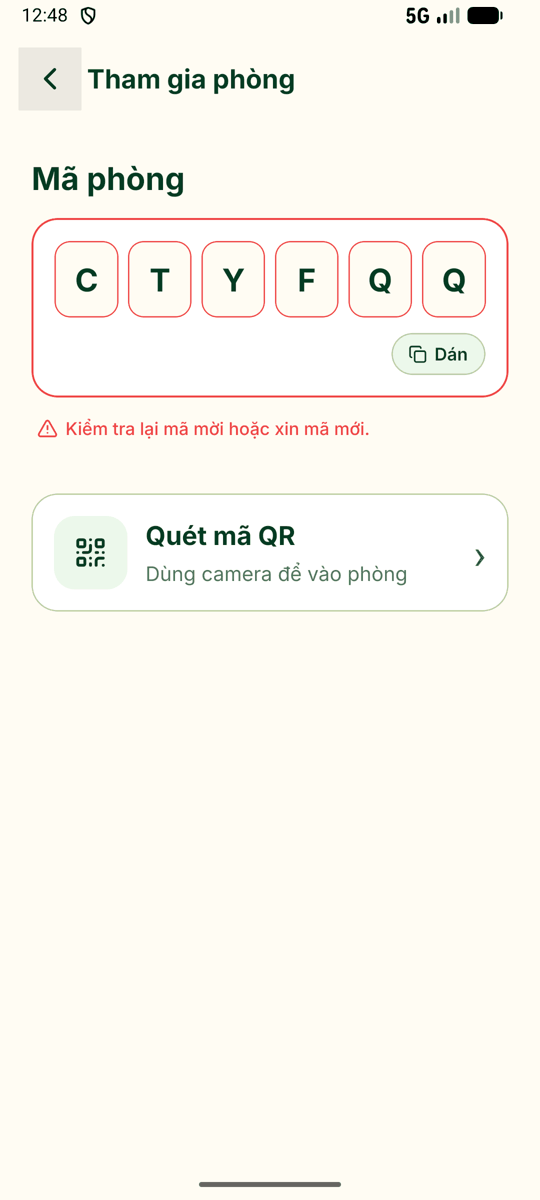 12:48
5G
Tham gia phòng
Mã phòng
C T Y F Q Q
Dán
Kiểm tra lại mã mời hoặc xin mã mới.
Quét mã QR
Dùng camera để vào phòng